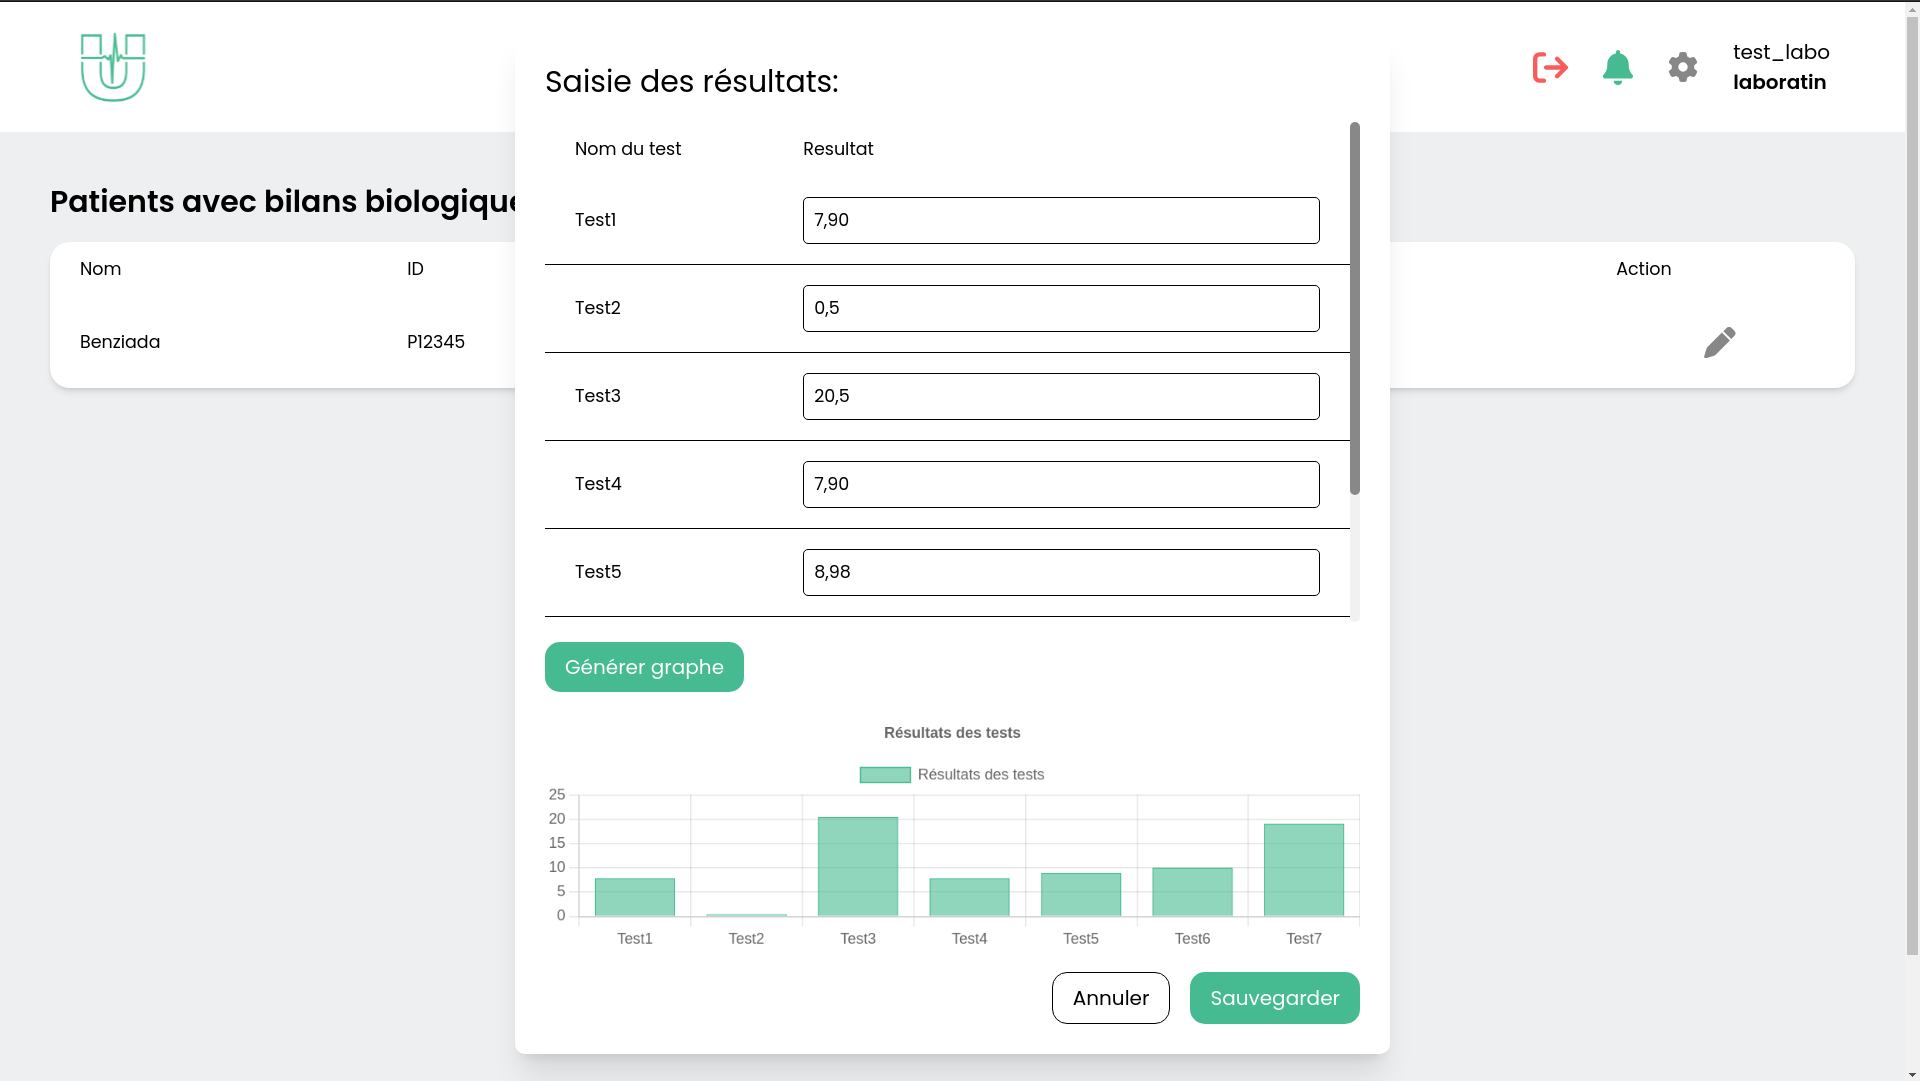 test_labo
laboratin
Saisie des résultats:
Nom du test Resultat
Test1 7,90
Test2 0,5
Test3 20,5
Test4 7,90
Test5 8,98
Patients avec bilans biologique
Nom ID Action
Benziada P12345
Générer graphe
Résultats des tests
Résultats des tests
25
20
15
10
5
0
Test1 Test2 Test3 Test4 Test5 Test6 Test7
Annuler Sauvegarder